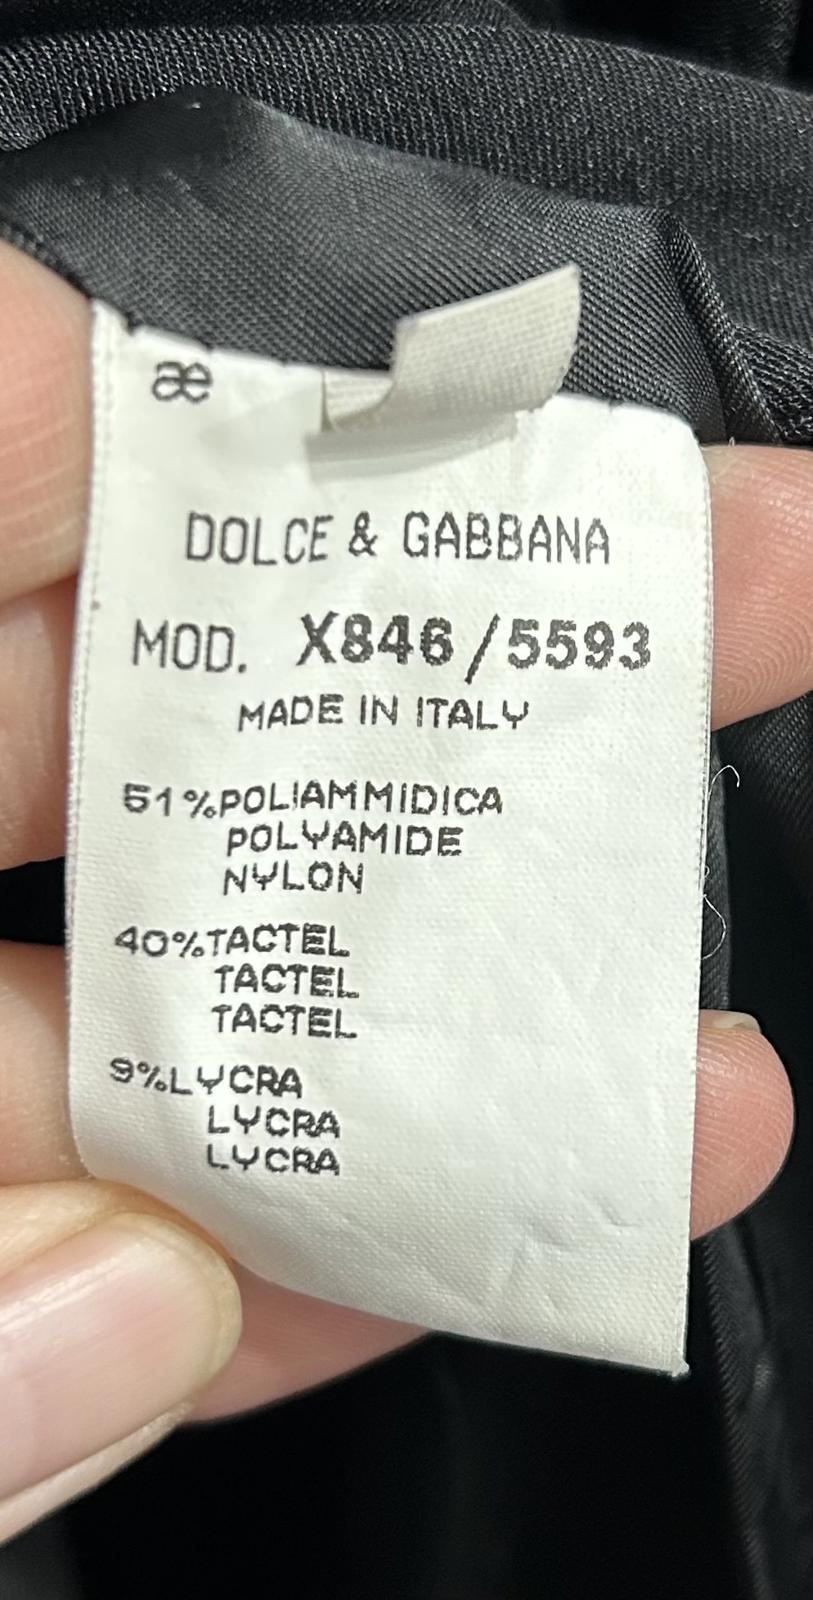 æ
DOLCE & GABBANA
MOD. X846/5593
MADE IN ITALY
51%POLIAMMIDICA
POLYAMIDE
NYLON
40%TACTEL
TACTEL
TACTEL
9%LYCRA
LYCRA
LYCRA